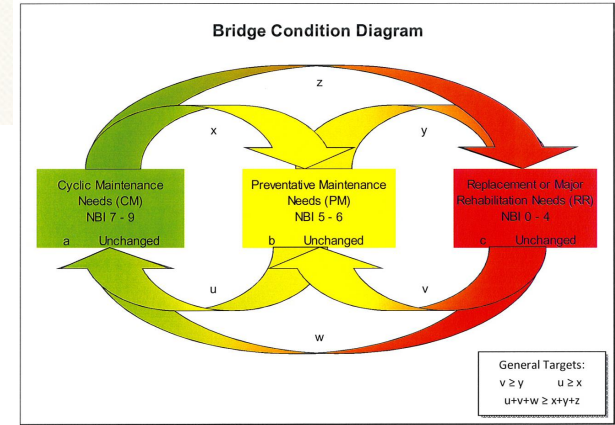 Bridge Condition Diagram
z
x
y
Cyclic Maintenance
Needs (CM)
NBI 7 - 9
a Unchanged
Preventative Maintenance
Needs (PM)
NBI 5 - 6
b Unchanged
Replacement or Major
Rehabilitation Needs (RR)
NBI 0 - 4
c Unchanged
u
v
w
General Targets:
v ≥ y u ≥ x
u+v+w ≥ x+y+z